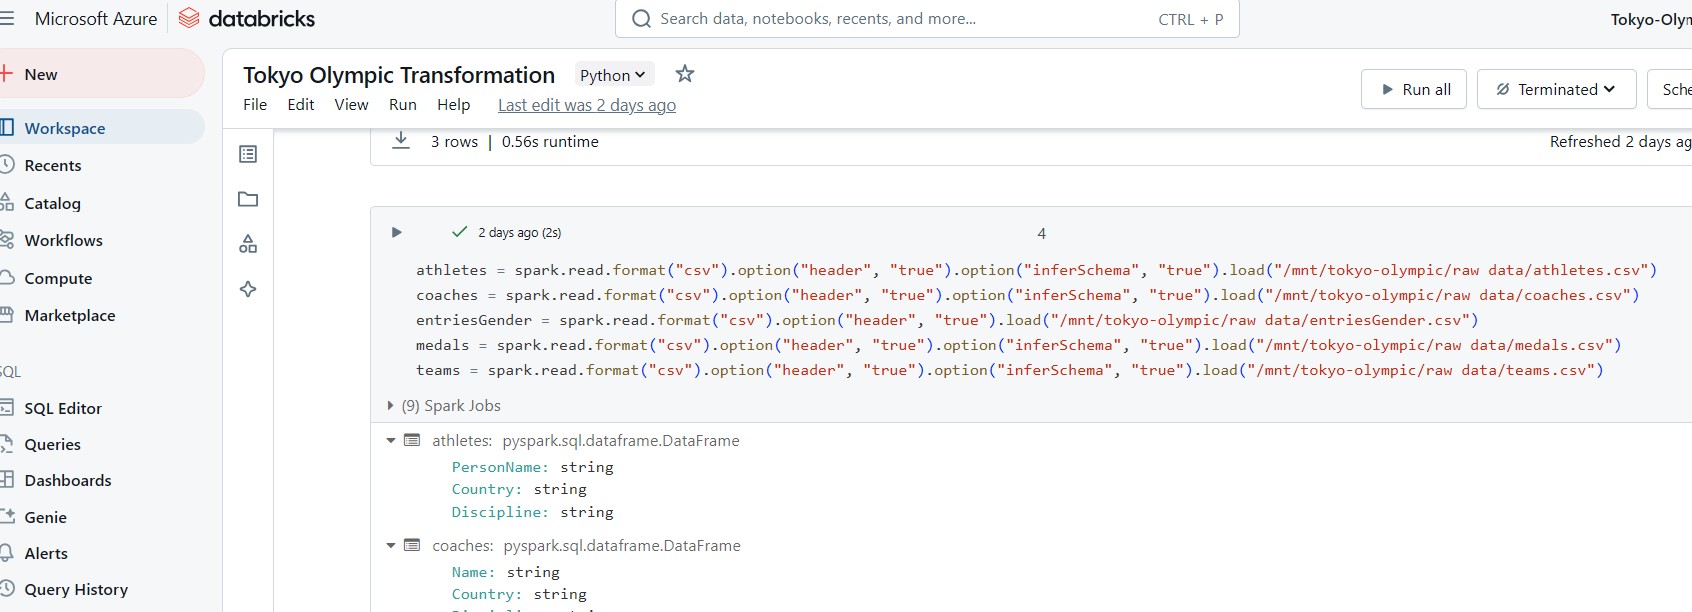 Microsoft Azure databricks
Search data, notebooks, recents, and more... CTRL + P
New
Workspace
Recents
Catalog
Workflows
Compute
Marketplace
SQL Editor
Queries
Dashboards
Genie
Alerts
Query History
Tokyo Olympic Transformation Python
File Edit View Run Help Last edit was 2 days ago
Run all Terminated
3 rows | 0.56s runtime Refreshed 2 days
2 days ago (2s) 4
athletes = spark.read.format("csv").option("header", "true").option("inferSchema", "true").load("/mnt/tokyo-olympic/raw data/athletes.csv")
coaches = spark.read.format("csv").option("header", "true").option("inferSchema", "true").load("/mnt/tokyo-olympic/raw data/coaches.csv")
entriesGender = spark.read.format("csv").option("header", "true").load("/mnt/tokyo-olympic/raw data/entriesGender.csv")
medals = spark.read.format("csv").option("header", "true").option("inferSchema", "true").load("/mnt/tokyo-olympic/raw data/medals.csv")
teams = spark.read.format("csv").option("header", "true").option("inferSchema", "true").load("/mnt/tokyo-olympic/raw data/teams.csv")
(9) Spark Jobs
athletes: pyspark.sql.dataframe.DataFrame
PersonName: string
Country: string
Discipline: string
coaches: pyspark.sql.dataframe.DataFrame
Name: string
Country: string